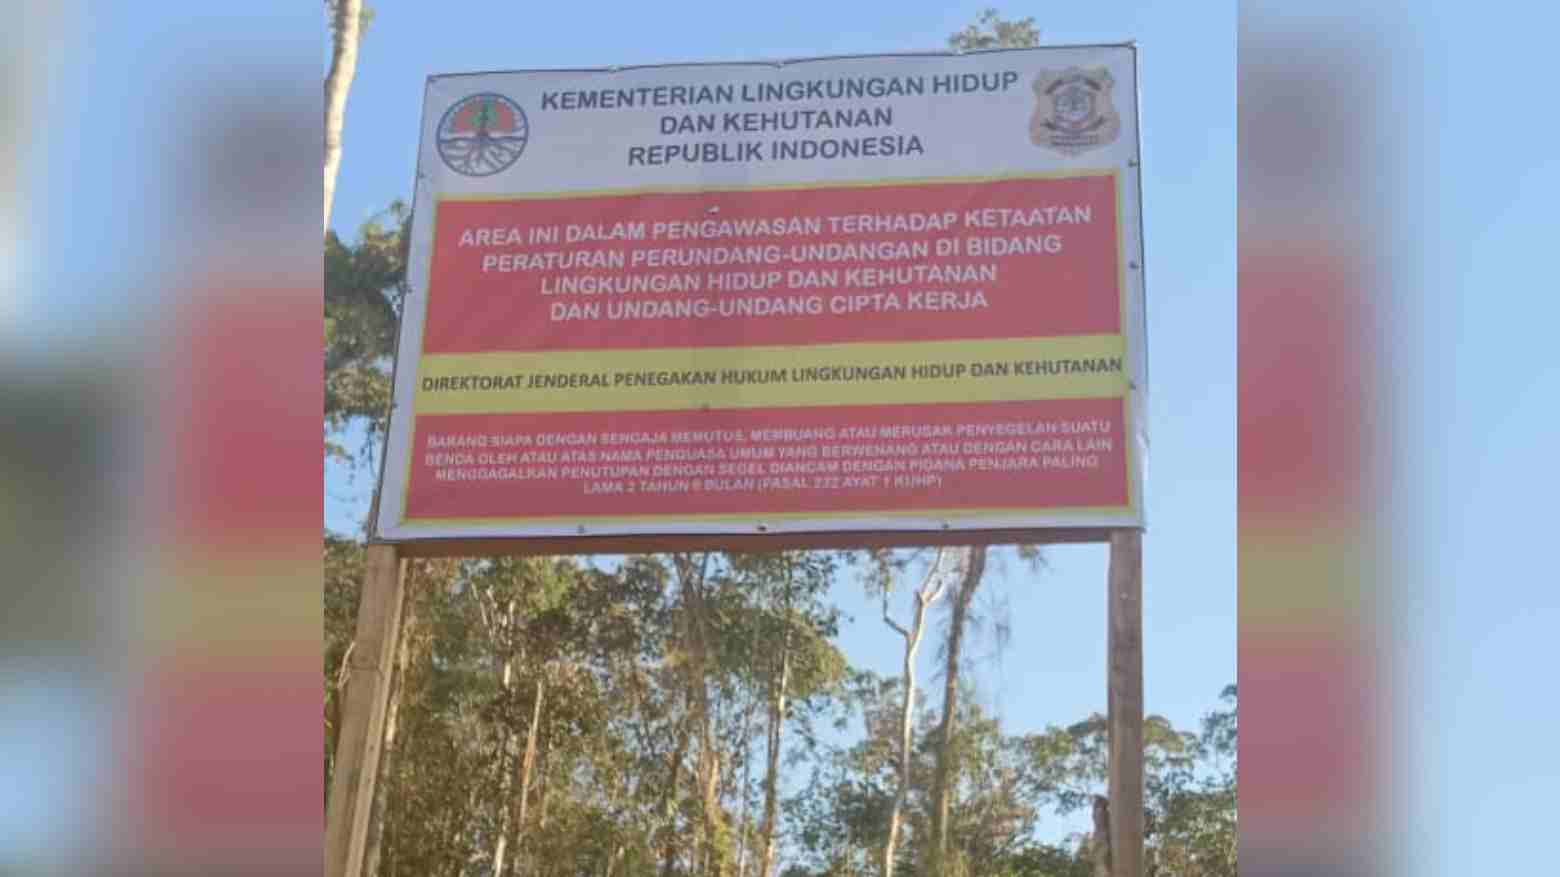 KEMENTERIAN LINGKUNGAN HIDUP
DAN KEHUTANAN
REPUBLIK INDONESIA
AREA INI DALAM PENGAWASAN TERHADAP KETAATAN
PERATURAN PERUNDANG-UNDANGAN DI BIDANG
LINGKUNGAN HIDUP DAN KEHUTANAN
DAN UNDANG-UNDANG CIPTA KERJA
DIREKTORAT JENDERAL PENEGAKAN HUKUM LINGKUNGAN HIDUP DAN KEHUTANAN
BARANG SIAPA DENGAN SENGAJA MEMUTUS, MEMBUANG ATAU MERUSAK PENYEGELAN SUATU
BENDA OLEH ATAU ATAS NAMA PENGUASA UMUM YANG BERWENANG ATAU DENGAN CARA LAIN
MENGGAGALKAN PENUTUPAN DENGAN SEGEL DIANCAM DENGAN PIDANA PENJARA PALING
LAMA 2 TAHUN 8 BULAN (PASAL 232 AYAT 1 KUHP)